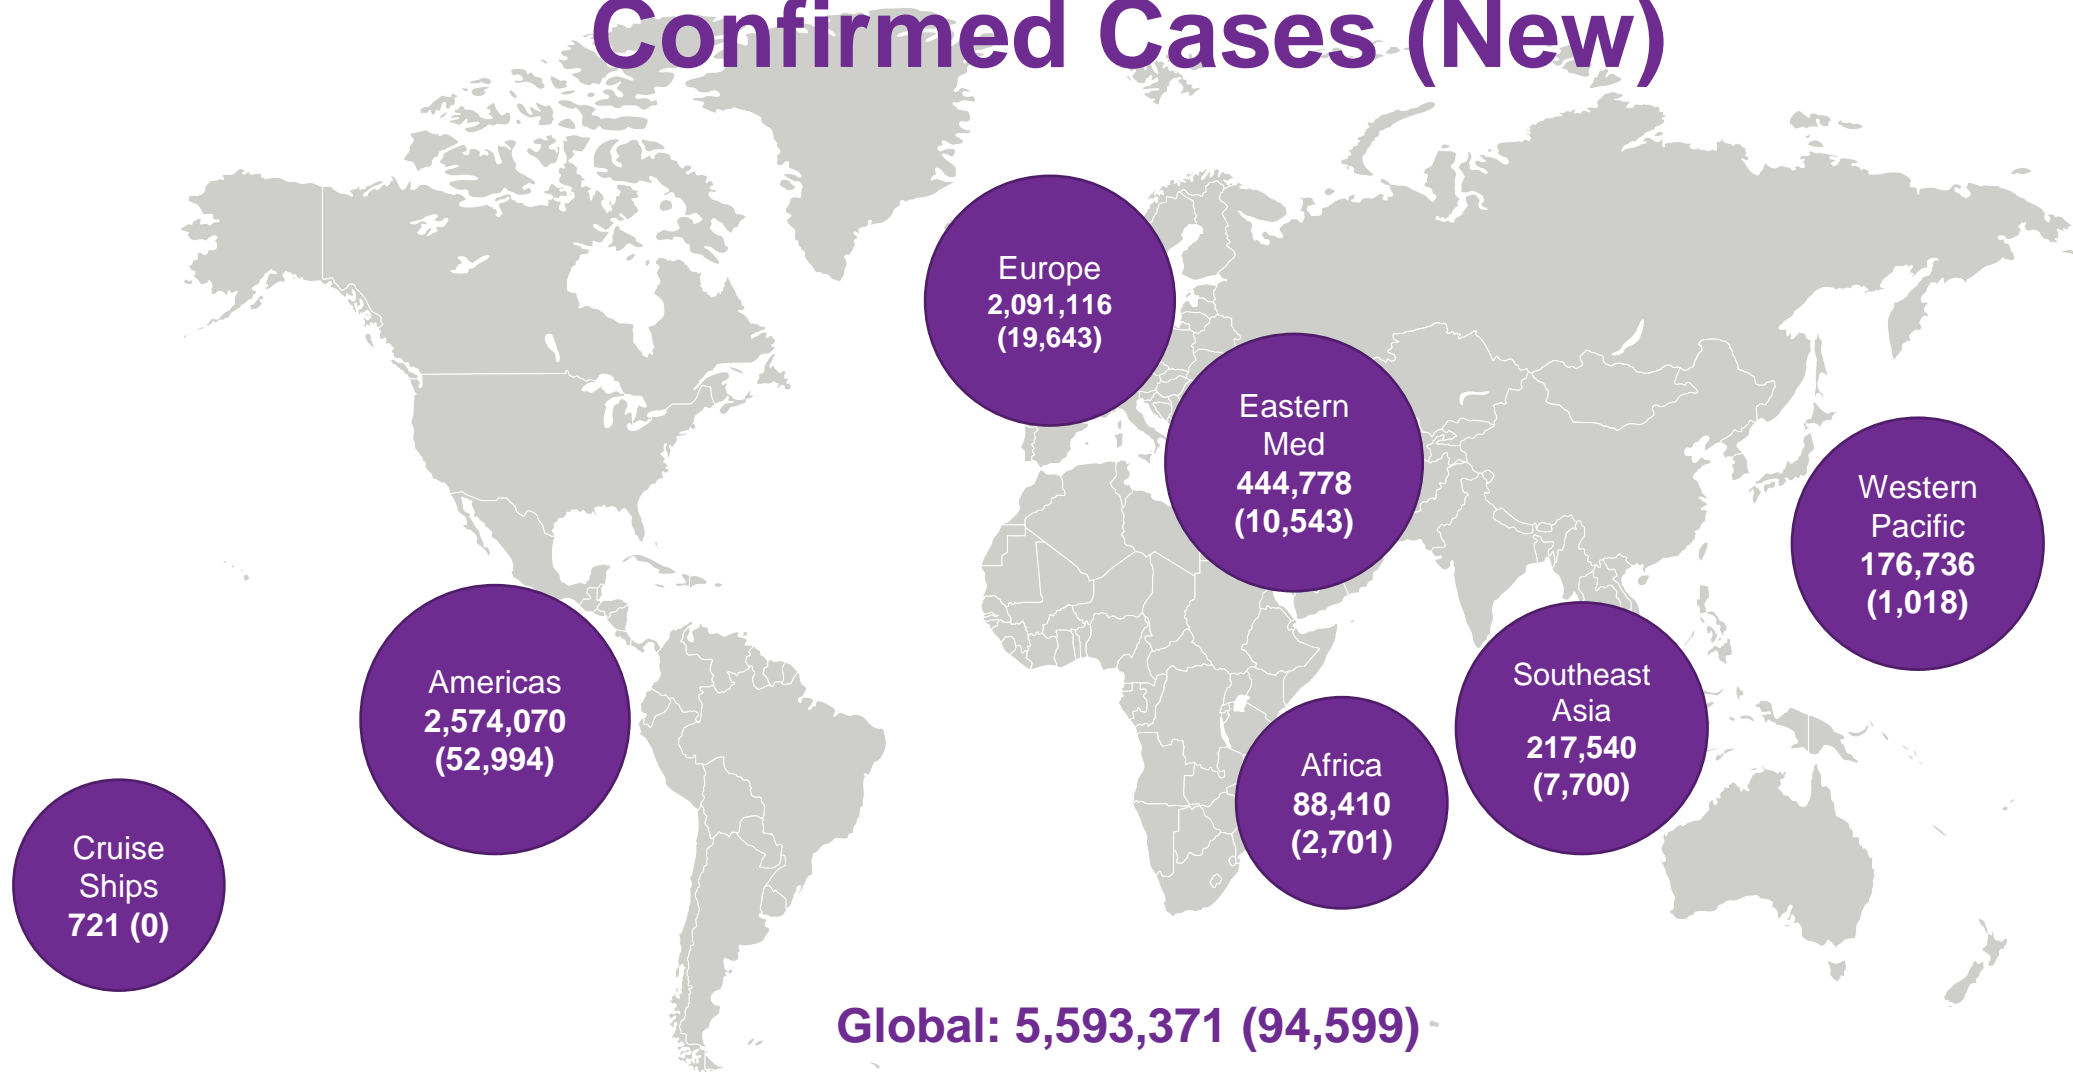 Confirmed Cases (New)
Europe
2,091,116
(19,643)
Eastern
Med
444,778
(10,543)
Western
Pacific
176,736
(1,018)
Americas
2,574,070
(52,994)
Southeast
Asia
217,540
(7,700)
Africa
88,410
(2,701)
Cruise
Ships
721 (0)
Global: 5,593,371 (94,599)